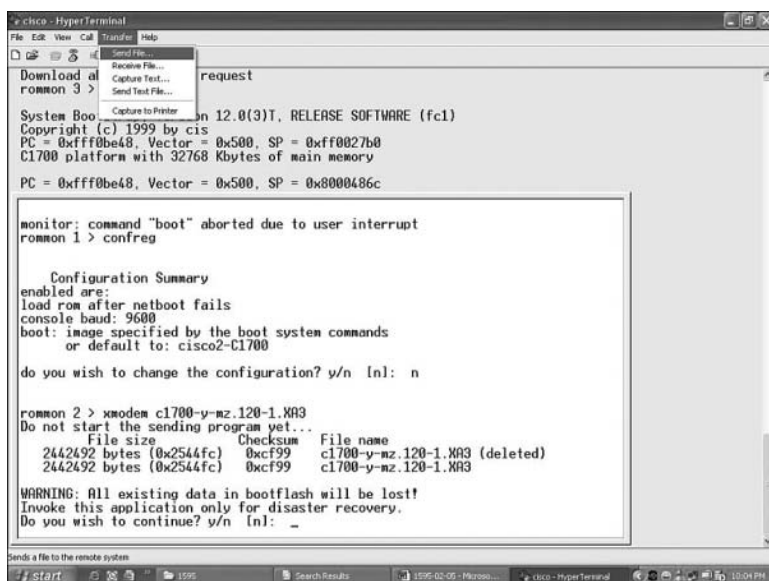 cisco - HyperTerminal
File Edit View Call Transfer Help
Send File...
Receive File...
Capture Text...
Send Text File...
Capture to Printer
Download a request
rommon 3 >
System Boo on 12.0(3)T, RELEASE SOFTWARE (fc1)
Copyright (c) 1999 by cis
PC = 0xfff0be48, Vector = 0x500, SP = 0xff0027b0
C1700 platform with 32768 Kbytes of main memory
PC = 0xfff0be48, Vector = 0x500, SP = 0x8000486c
monitor: command "boot" aborted due to user interrupt
rommon 1 > confreg
Configuration Summary
enabled are:
load rom after netboot fails
console baud: 9600
boot: image specified by the boot system commands
or default to: cisco2-C1700
do you wish to change the configuration? y/n [n]: n
rommon 2 > xmodem c1700-y-mz.120-1.XA3
Do not start the sending program yet...
File size Checksum File name
2442492 bytes (0x2544fc) 0xcf99 c1700-y-mz.120-1.XA3 (deleted)
2442492 bytes (0x2544fc) 0xcf99 c1700-y-mz.120-1.XA3
WARNING: All existing data in bootflash will be lost!
Invoke this application only for disaster recovery.
Do you wish to continue? y/n [n]: _
Sends a file to the remote system
start
1595
Search Results
1595-02-05 - Microso...
cisco - HyperTerminal
10:04 PM